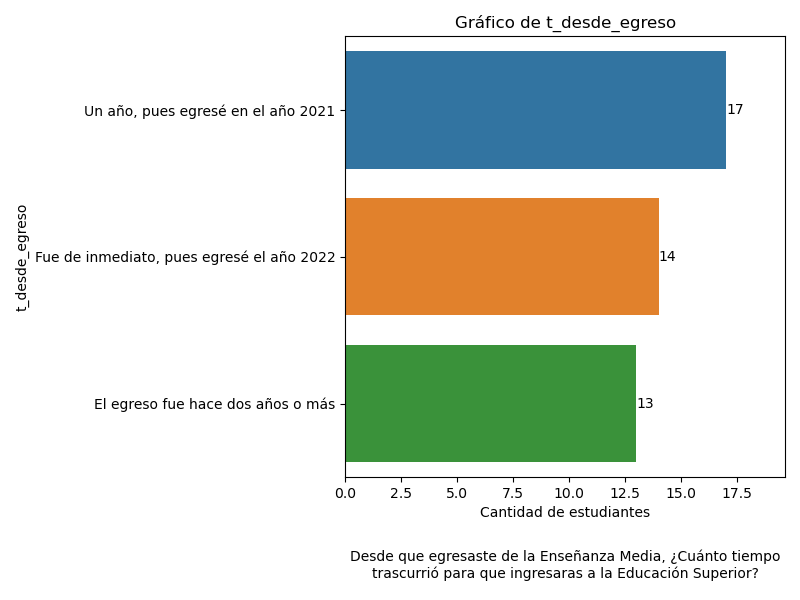 Gráfico de t_desde_egreso
t_desde_egreso
Un año, pues egresé en el año 2021
17
Fue de inmediato, pues egresé el año 2022
14
El egreso fue hace dos años o más
13
0.0 2.5 5.0 7.5 10.0 12.5 15.0 17.5
Cantidad de estudiantes
Desde que egresaste de la Enseñanza Media, ¿Cuánto tiempo
trascurrió para que ingresaras a la Educación Superior?